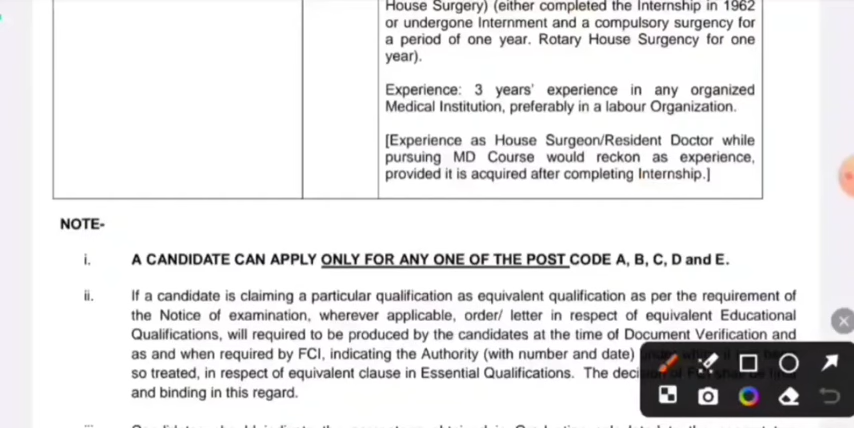 House Surgery) (either completed the Internship in 1962
or undergone Internment and a compulsory surgency for
a period of one year. Rotary House Surgency for one
year).
Experience: 3 years' experience in any organized
Medical Institution, preferably in a labour Organization.
[Experience as House Surgeon/Resident Doctor while
pursuing MD Course would reckon as experience,
provided it is acquired after completing Internship.]
NOTE-
i. A CANDIDATE CAN APPLY ONLY FOR ANY ONE OF THE POST CODE A, B, C, D and E.
ii. If a candidate is claiming a particular qualification as equivalent qualification as per the requirement of
the Notice of examination, wherever applicable, order/ letter in respect of equivalent Educational
Qualifications, will required to be produced by the candidates at the time of Document Verification and
as and when required by FCI, indicating the Authority (with number and date)
so treated, in respect of equivalent clause in Essential Qualifications. The
and binding in this regard.